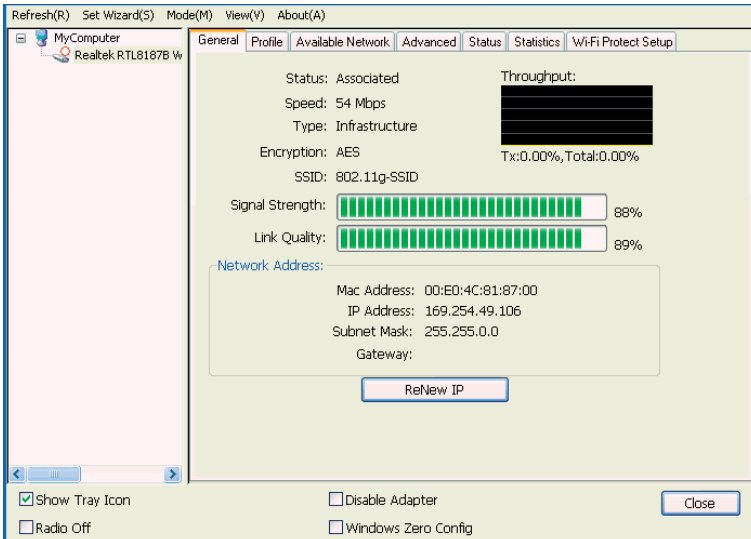 Refresh(R) Set Wizard(S) Mode(M) View(V) About(A)
MyComputer
Realtek RTL8187B W
General Profile Available Network Advanced Status Statistics Wi-Fi Protect Setup
Status: Associated
Speed: 54 Mbps
Type: Infrastructure
Encryption: AES
SSID: 802.11g-SSID
Throughput:
Tx:0.00%,Total:0.00%
Signal Strength: 88%
Link Quality: 89%
Network Address:
Mac Address: 00:E0:4C:81:87:00
IP Address: 169.254.49.106
Subnet Mask: 255.255.0.0
Gateway:
ReNew IP
Show Tray Icon
Disable Adapter
Close
Radio Off
Windows Zero Config